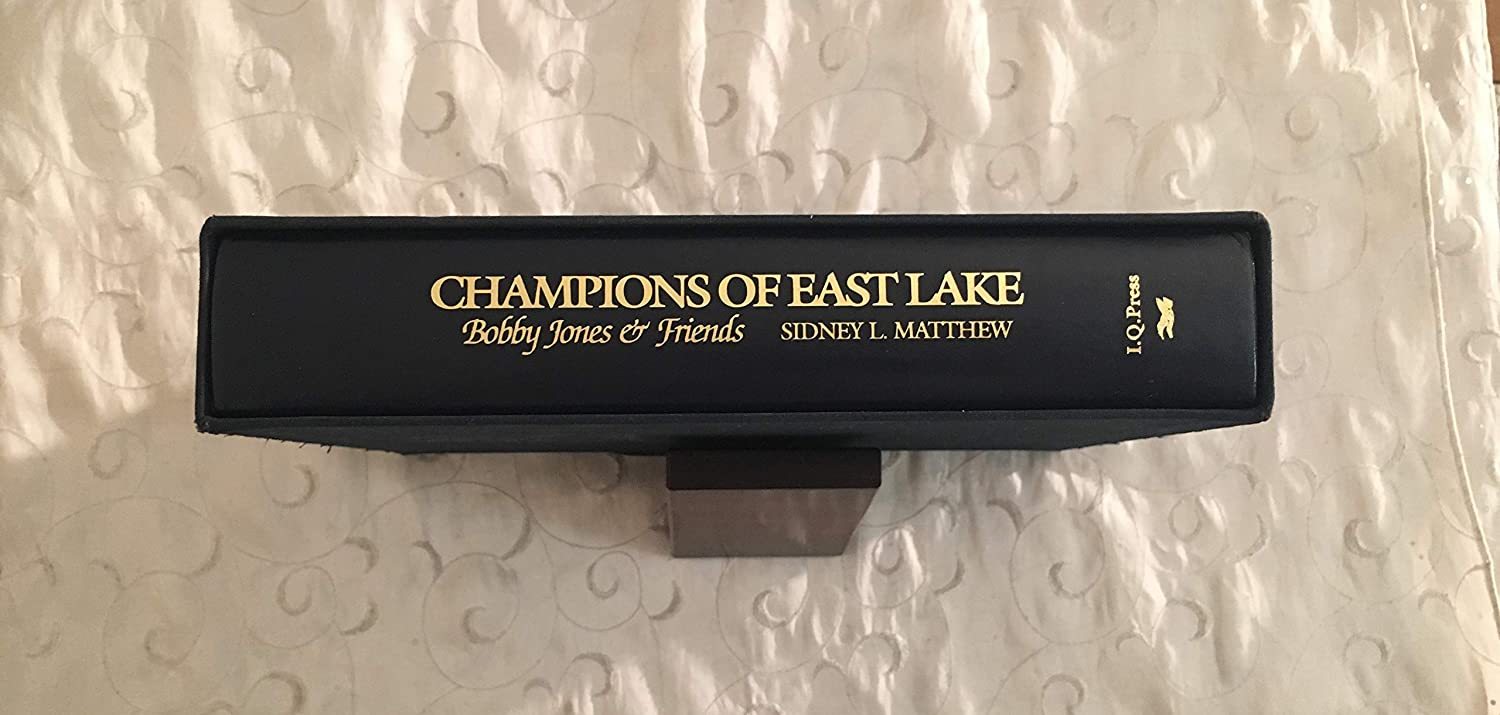 CHAMPIONS OF EAST LAKE
Bobby Jones & Friends SIDNEY L. MATTHEW
I.Q.Press